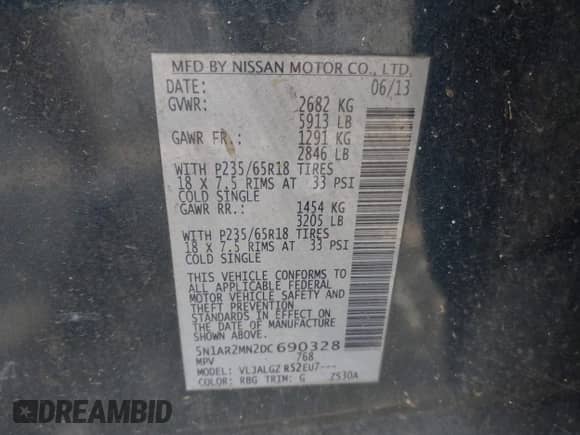 MFD BY NISSAN MOTOR CO., LTD.
DATE: 06/13
GVWR: 2682 KG
5913 LB
GAWR FR.: 1291 KG
2846 LB
WITH P235/65R18 TIRES
18 X 7.5 RIMS AT 33 PSI
COLD SINGLE
GAWR RR.: 1454 KG
3205 LB
WITH P235/65R18 TIRES
18 X 7.5 RIMS AT 33 PSI
COLD SINGLE
THIS VEHICLE CONFORMS TO
ALL APPLICABLE FEDERAL
MOTOR VEHICLE SAFETY AND
THEFT PREVENTION
STANDARDS IN EFFECT ON
THE DATE OF MANUFACTURE
SHOWN ABOVE.
5N1AR2MN2DC690328
MPV 768
MODEL: VLJALGZ RS2EU7---
COLOR: RBG TRIM: G ZS30A
DREAMBID